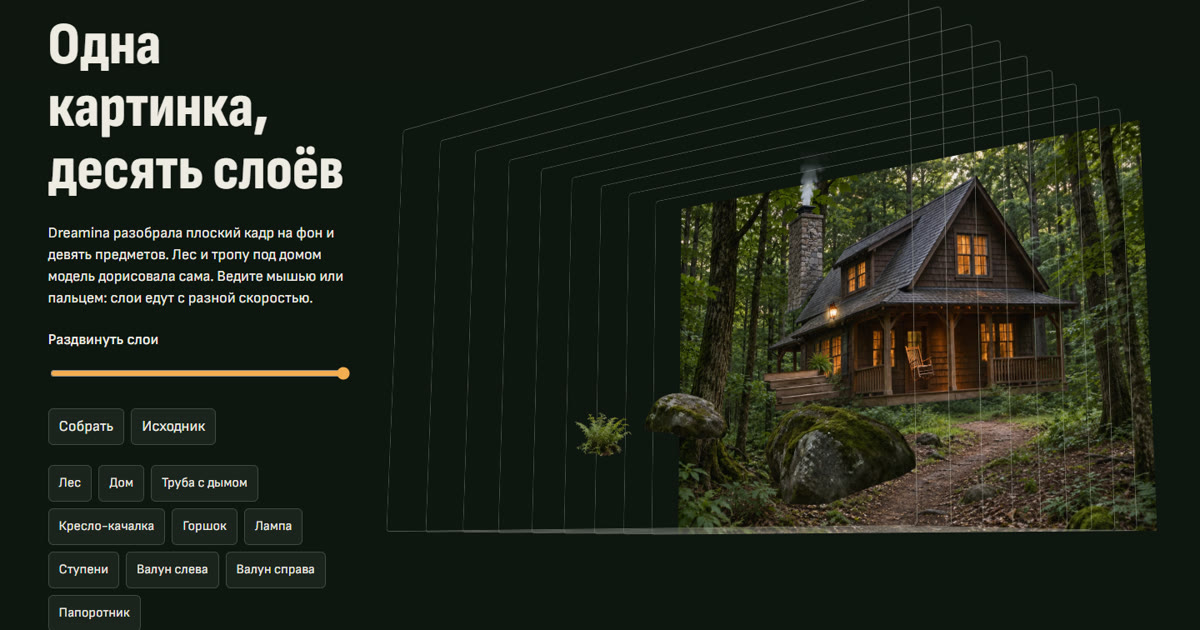 Одна
картинка,
десять слоёв
Dreamina разобрала плоский кадр на фон и
девять предметов. Лес и тропу под домом
модель дорисовала сама. Ведите мышью или
пальцем: слои едут с разной скоростью.
Раздвинуть слои
Собрать Исходник
Лес Дом Труба с дымом
Кресло-качалка Горшок Лампа
Ступени Валун слева Валун справа
Папоротник